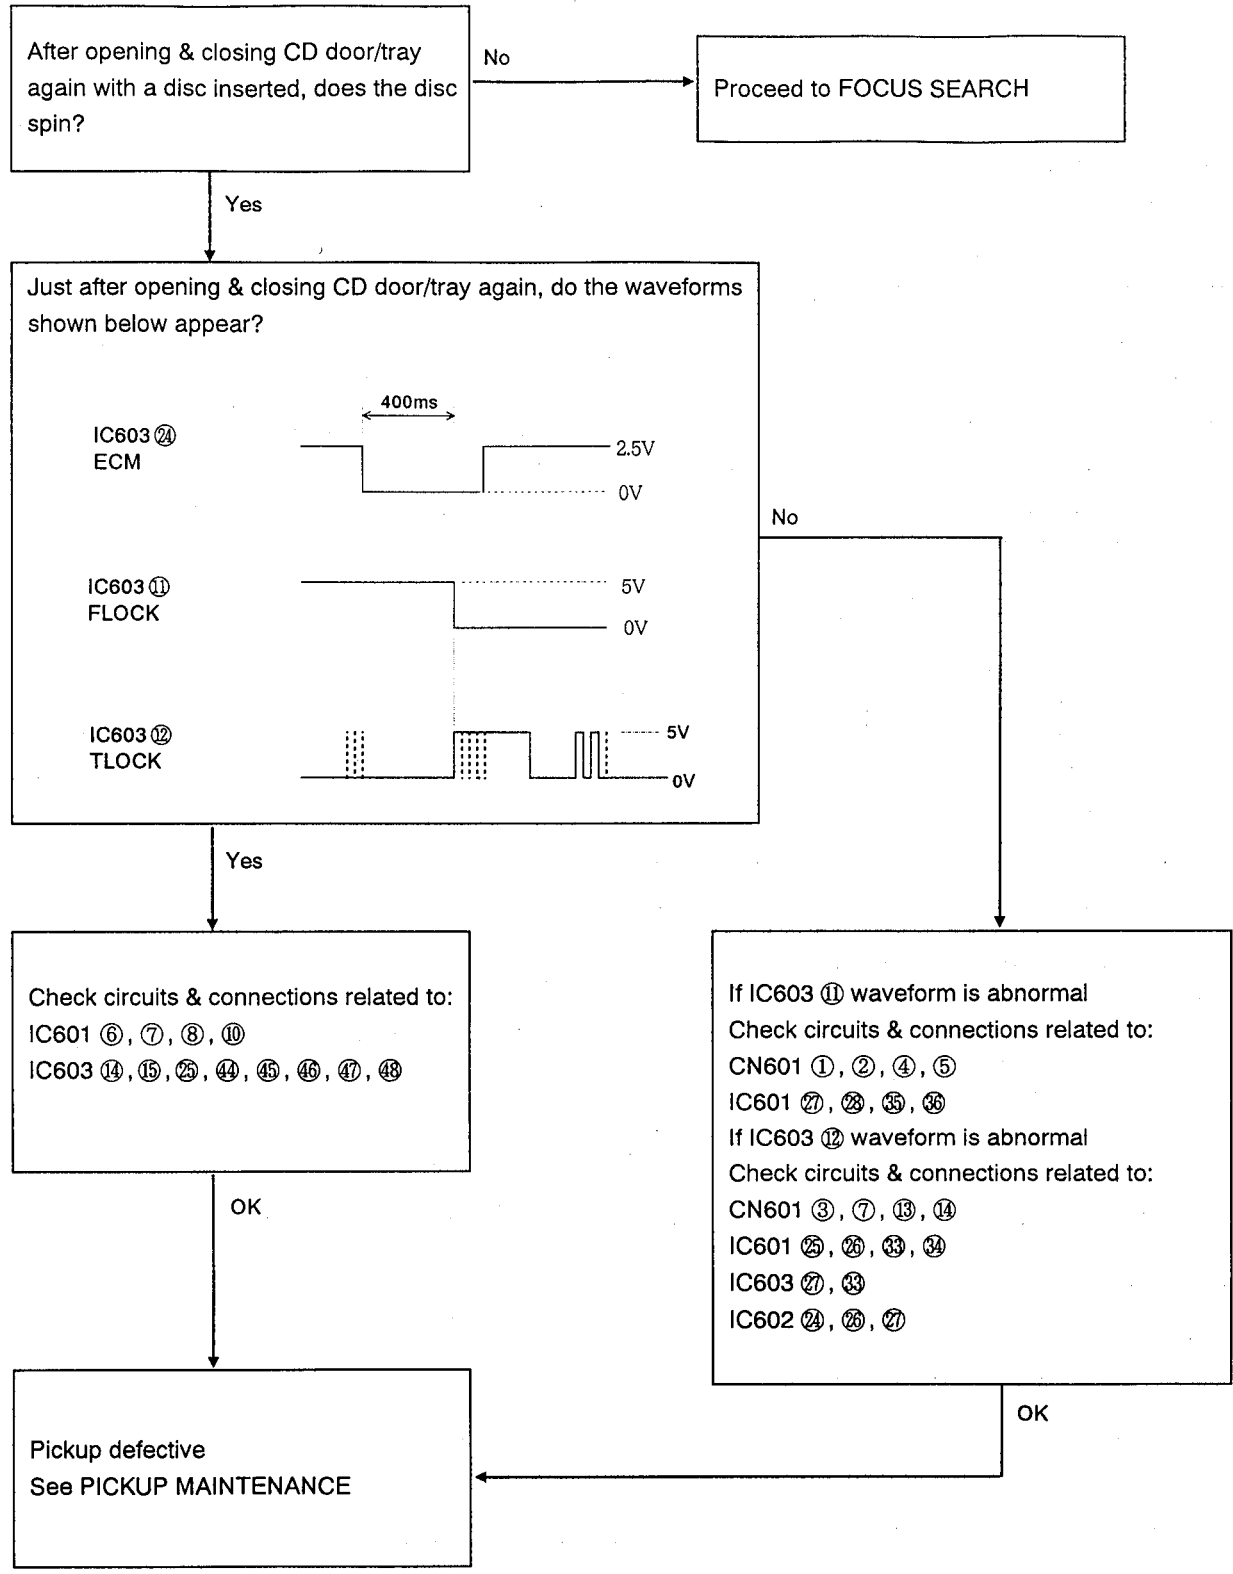 After opening & closing CD door/tray
again with a disc inserted, does the disc
spin?
No
Proceed to FOCUS SEARCH
Yes
Just after opening & closing CD door/tray again, do the waveforms
shown below appear?
400ms
IC603 ㉔
ECM
2.5V
0V
No
IC603 ⑪
FLOCK
5V
0V
IC603 ⑫
TLOCK
5V
0V
Yes
Check circuits & connections related to:
IC601 ⑥, ⑦, ⑧, ⑩
IC603 ⑭, ⑮, ㉕, ㊹, ㊺, ㊻, ㊼, ㊽
If IC603 ⑪ waveform is abnormal
Check circuits & connections related to:
CN601 ①, ②, ④, ⑤
IC601 ㉗, ㉘, ㉟, ㊱
If IC603 ⑫ waveform is abnormal
Check circuits & connections related to:
CN601 ③, ⑦, ⑬, ⑭
IC601 ㉕, ㉖, ㉝, ㉞
IC603 ㉗, ㉝
IC602 ㉔, ㉖, ㉗
OK
OK
Pickup defective
See PICKUP MAINTENANCE